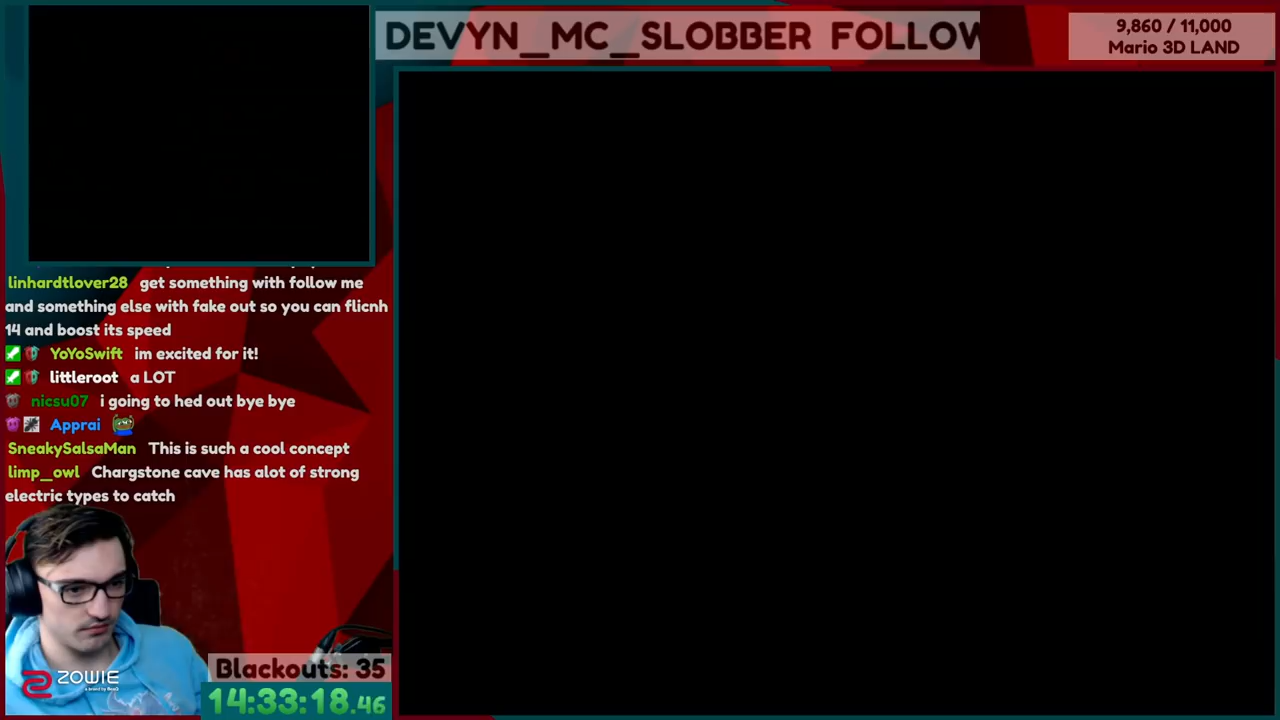 DEVYN_MC_SLOBBER FOLLOW
9,860 / 11,000
Mario 3D LAND
linhardtlover28 get something with follow me
and something else with fake out so you can flicnh
14 and boost its speed
YoYoSwift im excited for it!
littleroot a LOT
nicsu07 i going to hed out bye bye
Apprai
SneakySalsaMan This is such a cool concept
limp_owl Chargstone cave has alot of strong
electric types to catch
ZOWIE
Blackouts: 35
14:33:18.46